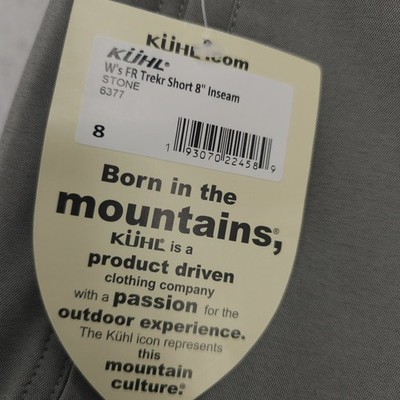 KÜHL.com
KÜHL®
W's FR Trekr Short 8" Inseam
STONE
6377
8
1 93070 22458 9
Born in the
mountains,®
KÜHL® is a
product driven
clothing company
with a passion for the
outdoor experience.
The Kühl icon represents
this
mountain
culture.®